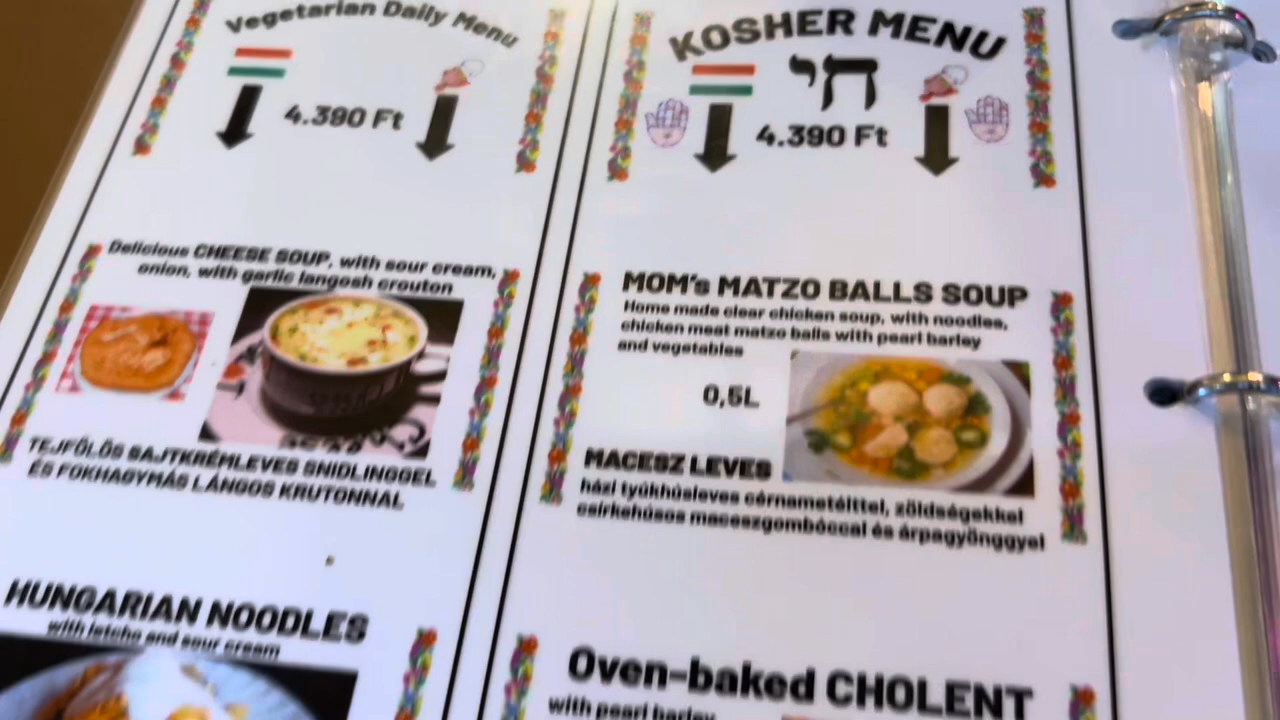 Vegetarian Daily Menu
4.390 Ft
Delicious CHEESE SOUP, with sour cream,
onion, with garlic langosh crouton
TEJFÖLÖS SAJTKRÉMLEVES SNIDLINGGEL
ÉS FOKHAGYMÁS LÁNGOS KRUTONNAL
HUNGARIAN NOODLES
with letcho and sour cream
KOSHER MENU
חי
4.390 Ft
MOM's MATZO BALLS SOUP
Home made clear chicken soup, with noodles,
chicken meat matzo balls with pearl barley
and vegetables
0,5L
MACESZ LEVES
házi tyúkhúsleves cérnametéittel, zöldségekkel
csirkehúsos maceszgombóccal és árpagyönggyel
Oven-baked CHOLENT
with pearl barley